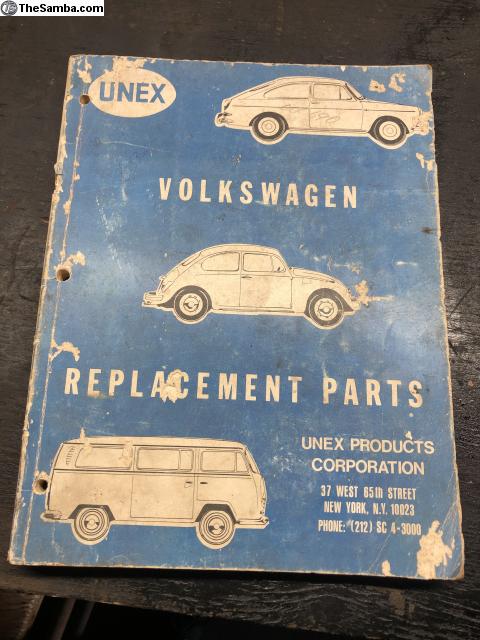 TheSamba.com
UNEX
VOLKSWAGEN
REPLACEMENT PARTS
UNEX PRODUCTS
CORPORATION
37 WEST 65th STREET
NEW YORK, N.Y. 10023
PHONE: (212) SC 4-3000